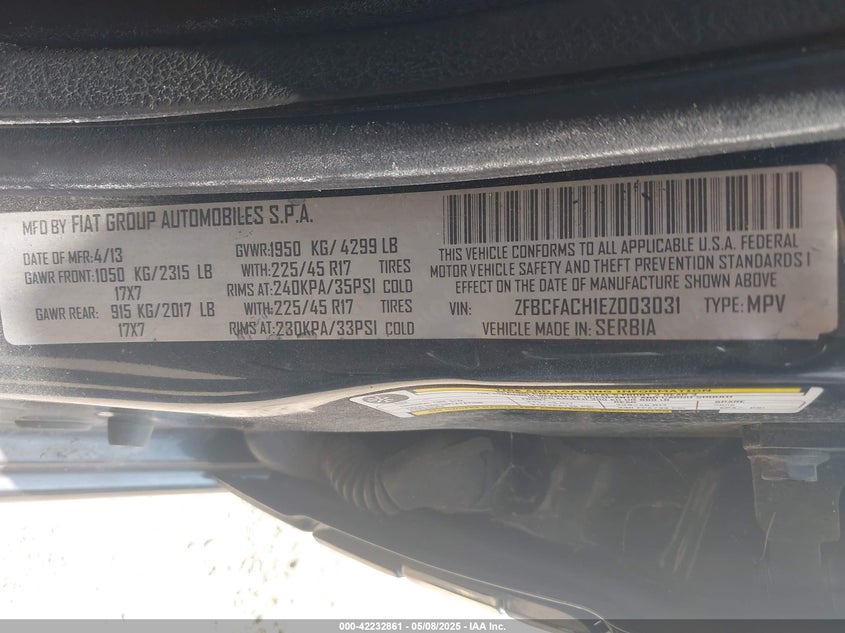 MFD BY FIAT GROUP AUTOMOBILES S.P.A.
DATE OF MFR:4/13 GVWR:1950 KG/ 4299 LB
GAWR FRONT:1050 KG/2315 LB WITH:225/45 R17 TIRES
17X7 RIMS AT:240KPA/35PSI COLD
GAWR REAR: 915 KG/2017 LB WITH:225/45 R17 TIRES
17X7 RIMS AT:230KPA/33PSI COLD
THIS VEHICLE CONFORMS TO ALL APPLICABLE U.S.A. FEDERAL
MOTOR VEHICLE SAFETY AND THEFT PREVENTION STANDARDS I
EFFECT ON THE DATE OF MANUFACTURE SHOWN ABOVE
VIN: ZFBCFACH1EZ003031 TYPE: MPV
VEHICLE MADE IN: SERBIA
LOADING INFORMATION
SPARE
000-42232861 - 05/08/2025 - IAA Inc.